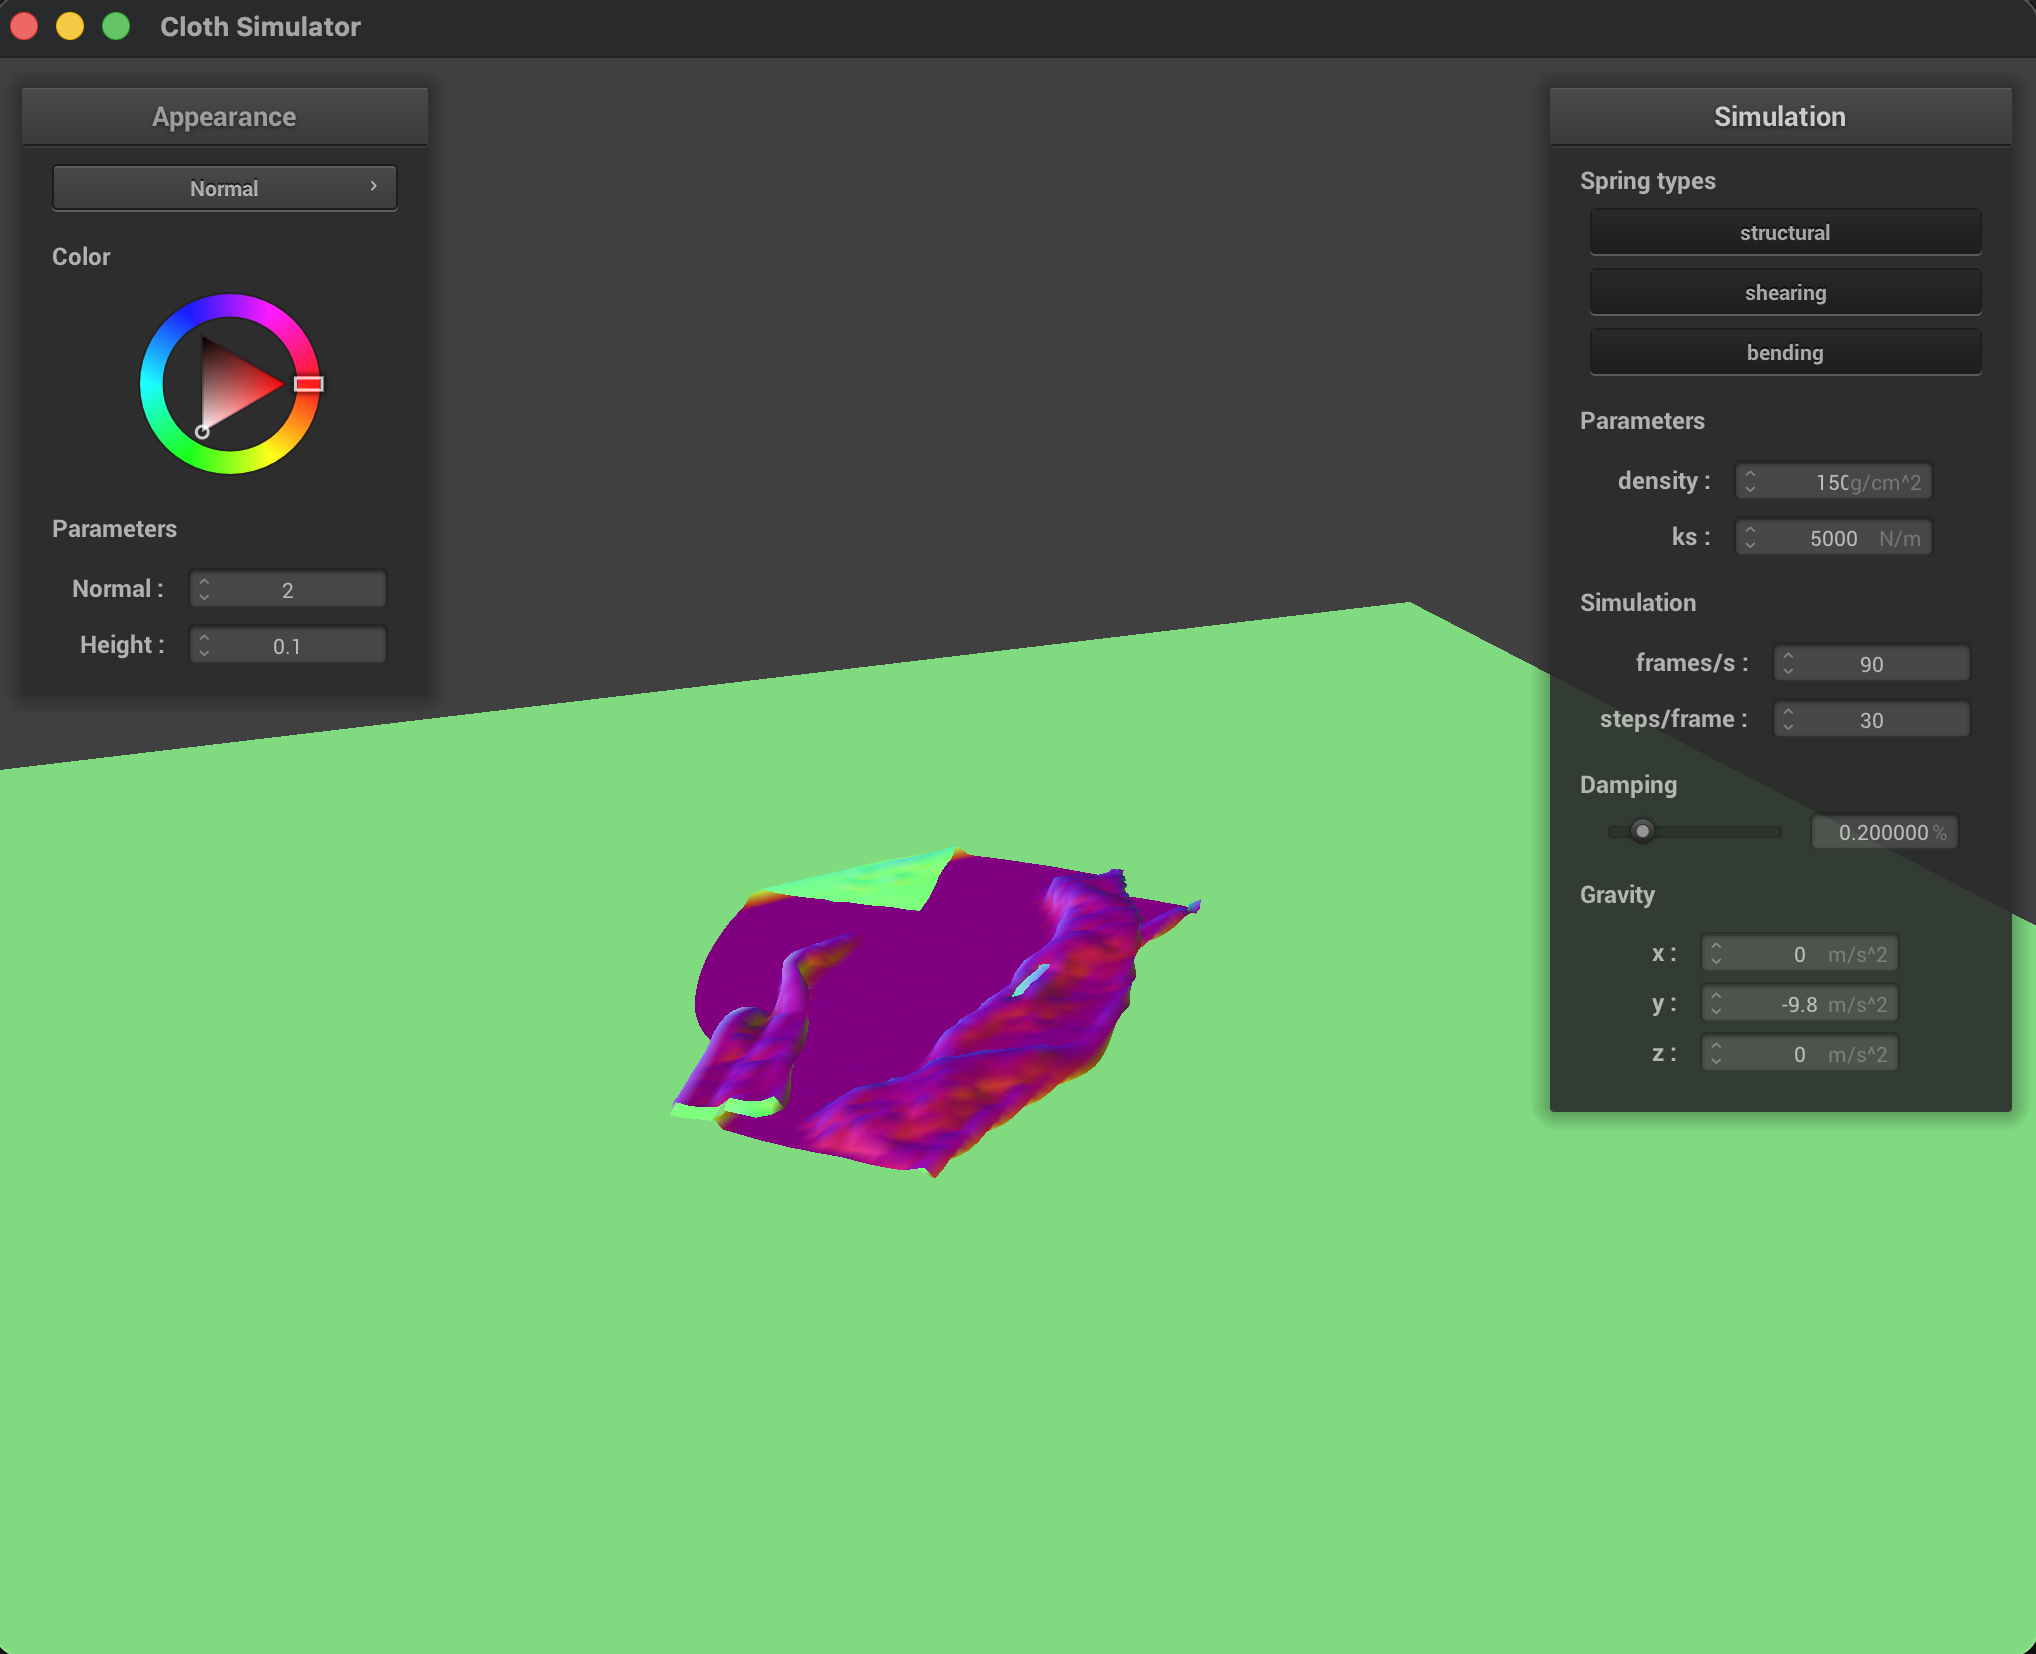 Cloth Simulator
Appearance
Normal
Color
Parameters
Normal : 2
Height : 0.1
Simulation
Spring types
structural
shearing
bending
Parameters
density : 150 g/cm^2
ks : 5000 N/m
Simulation
frames/s : 90
steps/frame : 30
Damping
0.200000 %
Gravity
x : 0 m/s^2
y : -9.8 m/s^2
z : 0 m/s^2